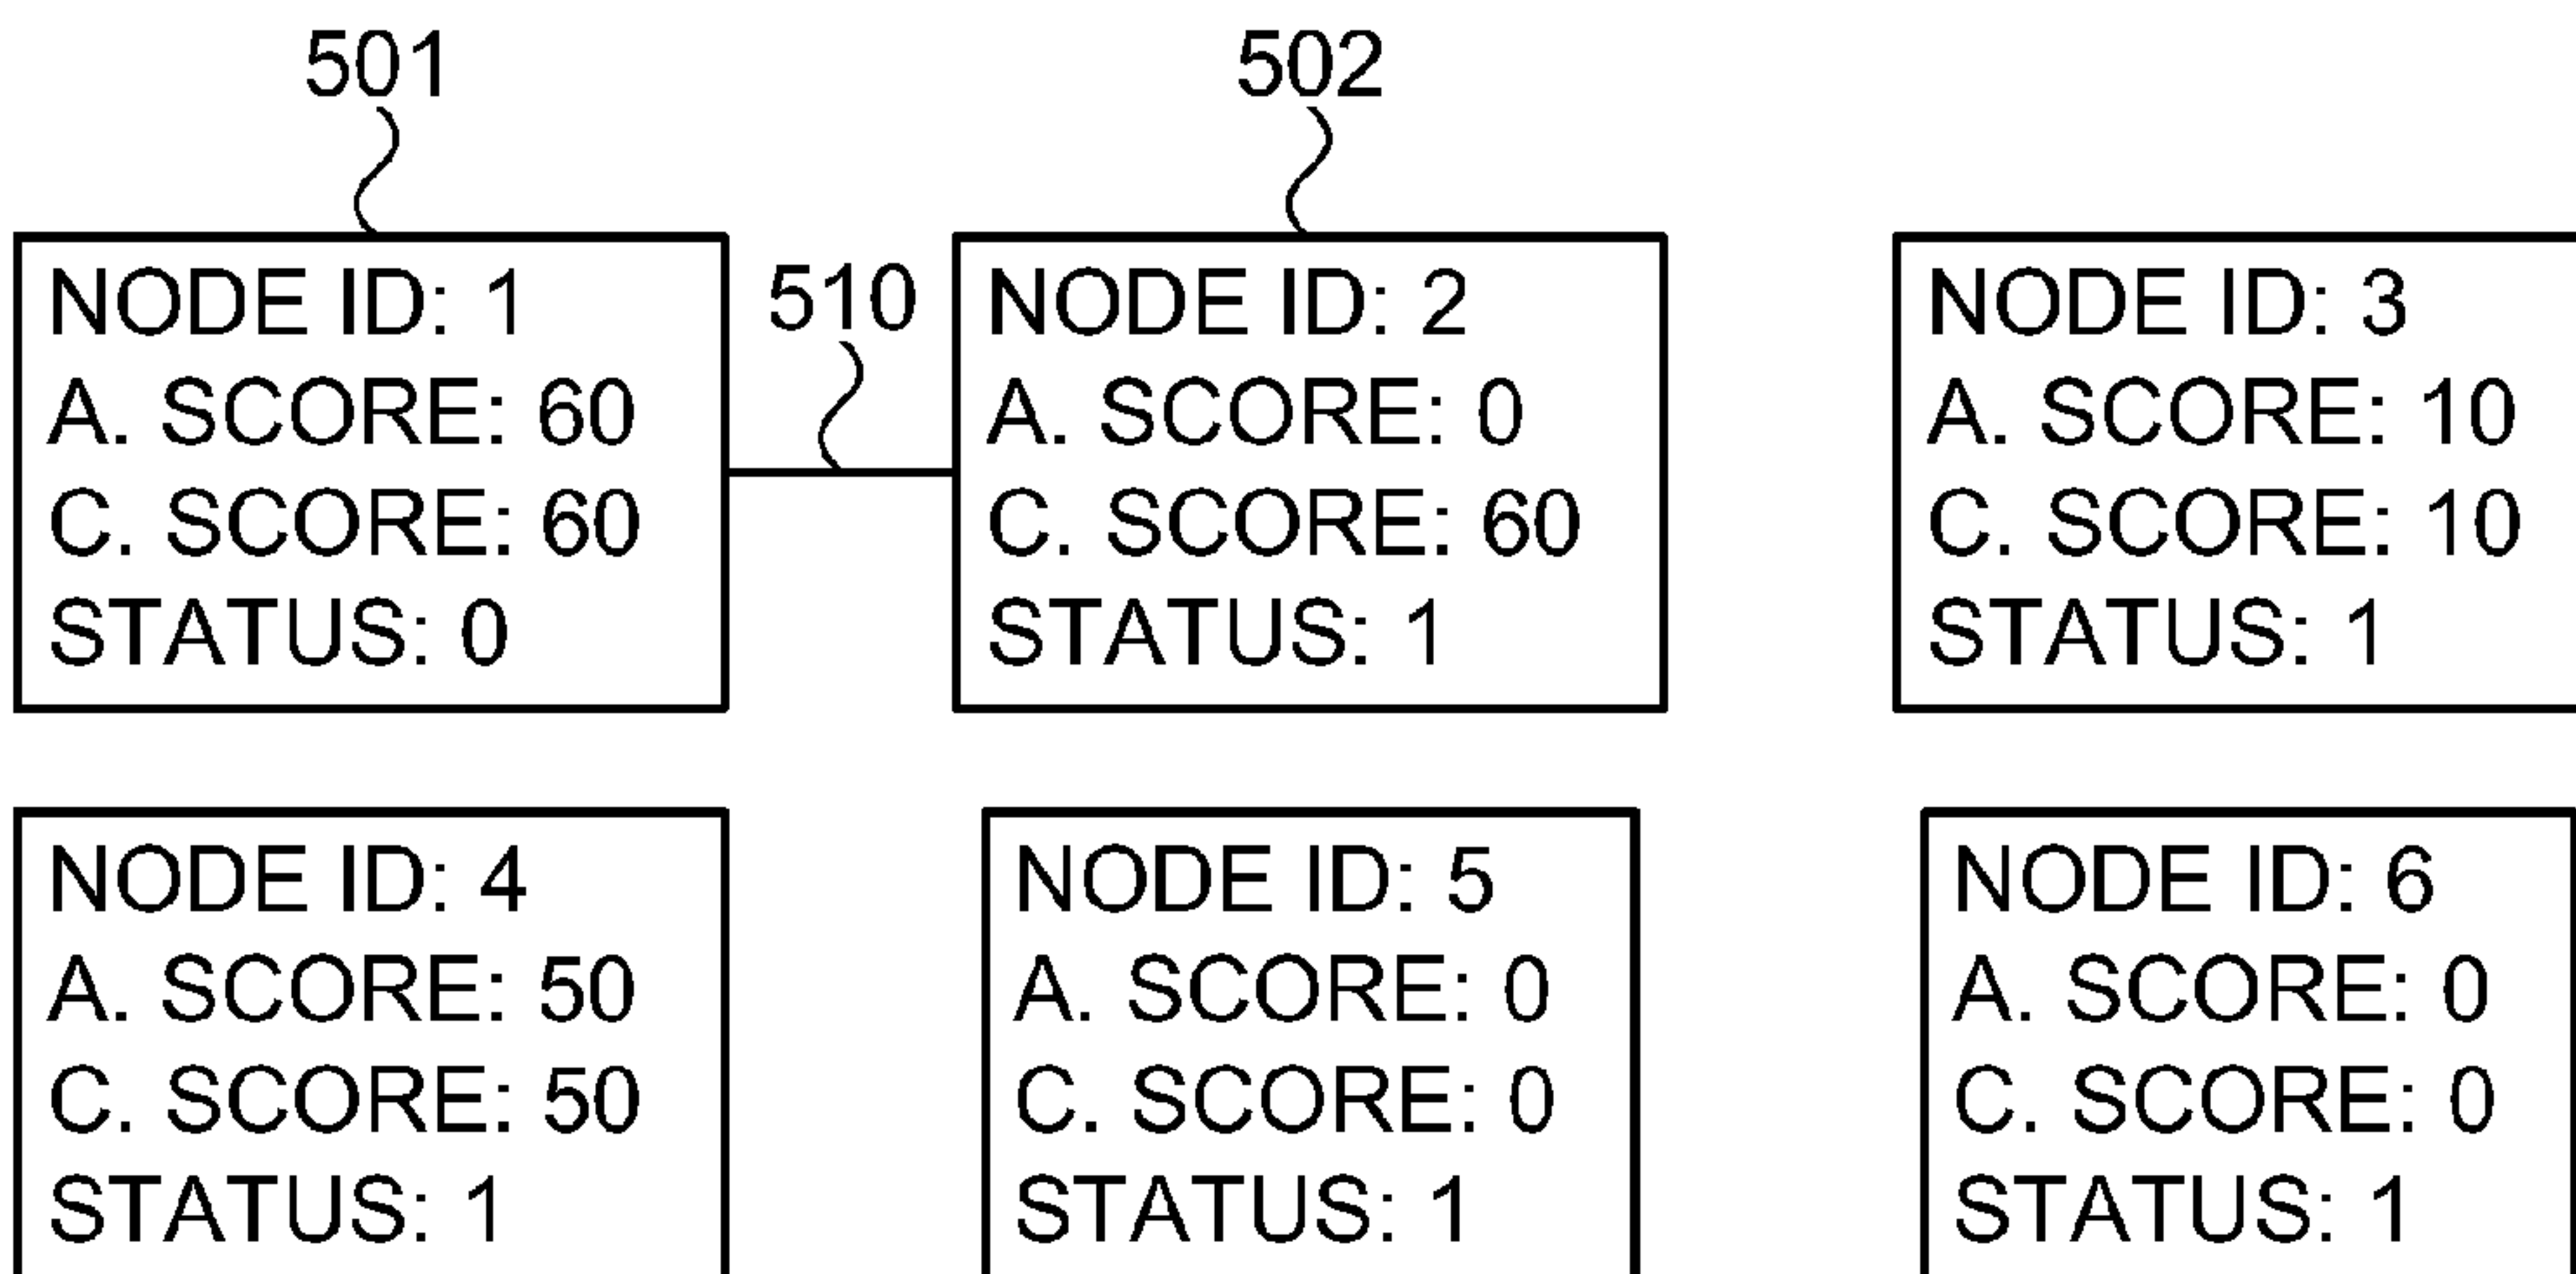 501
502
510
NODE ID: 1
A. SCORE: 60
C. SCORE: 60
STATUS: 0
NODE ID: 2
A. SCORE: 0
C. SCORE: 60
STATUS: 1
NODE ID: 3
A. SCORE: 10
C. SCORE: 10
STATUS: 1
NODE ID: 4
A. SCORE: 50
C. SCORE: 50
STATUS: 1
NODE ID: 5
A. SCORE: 0
C. SCORE: 0
STATUS: 1
NODE ID: 6
A. SCORE: 0
C. SCORE: 0
STATUS: 1